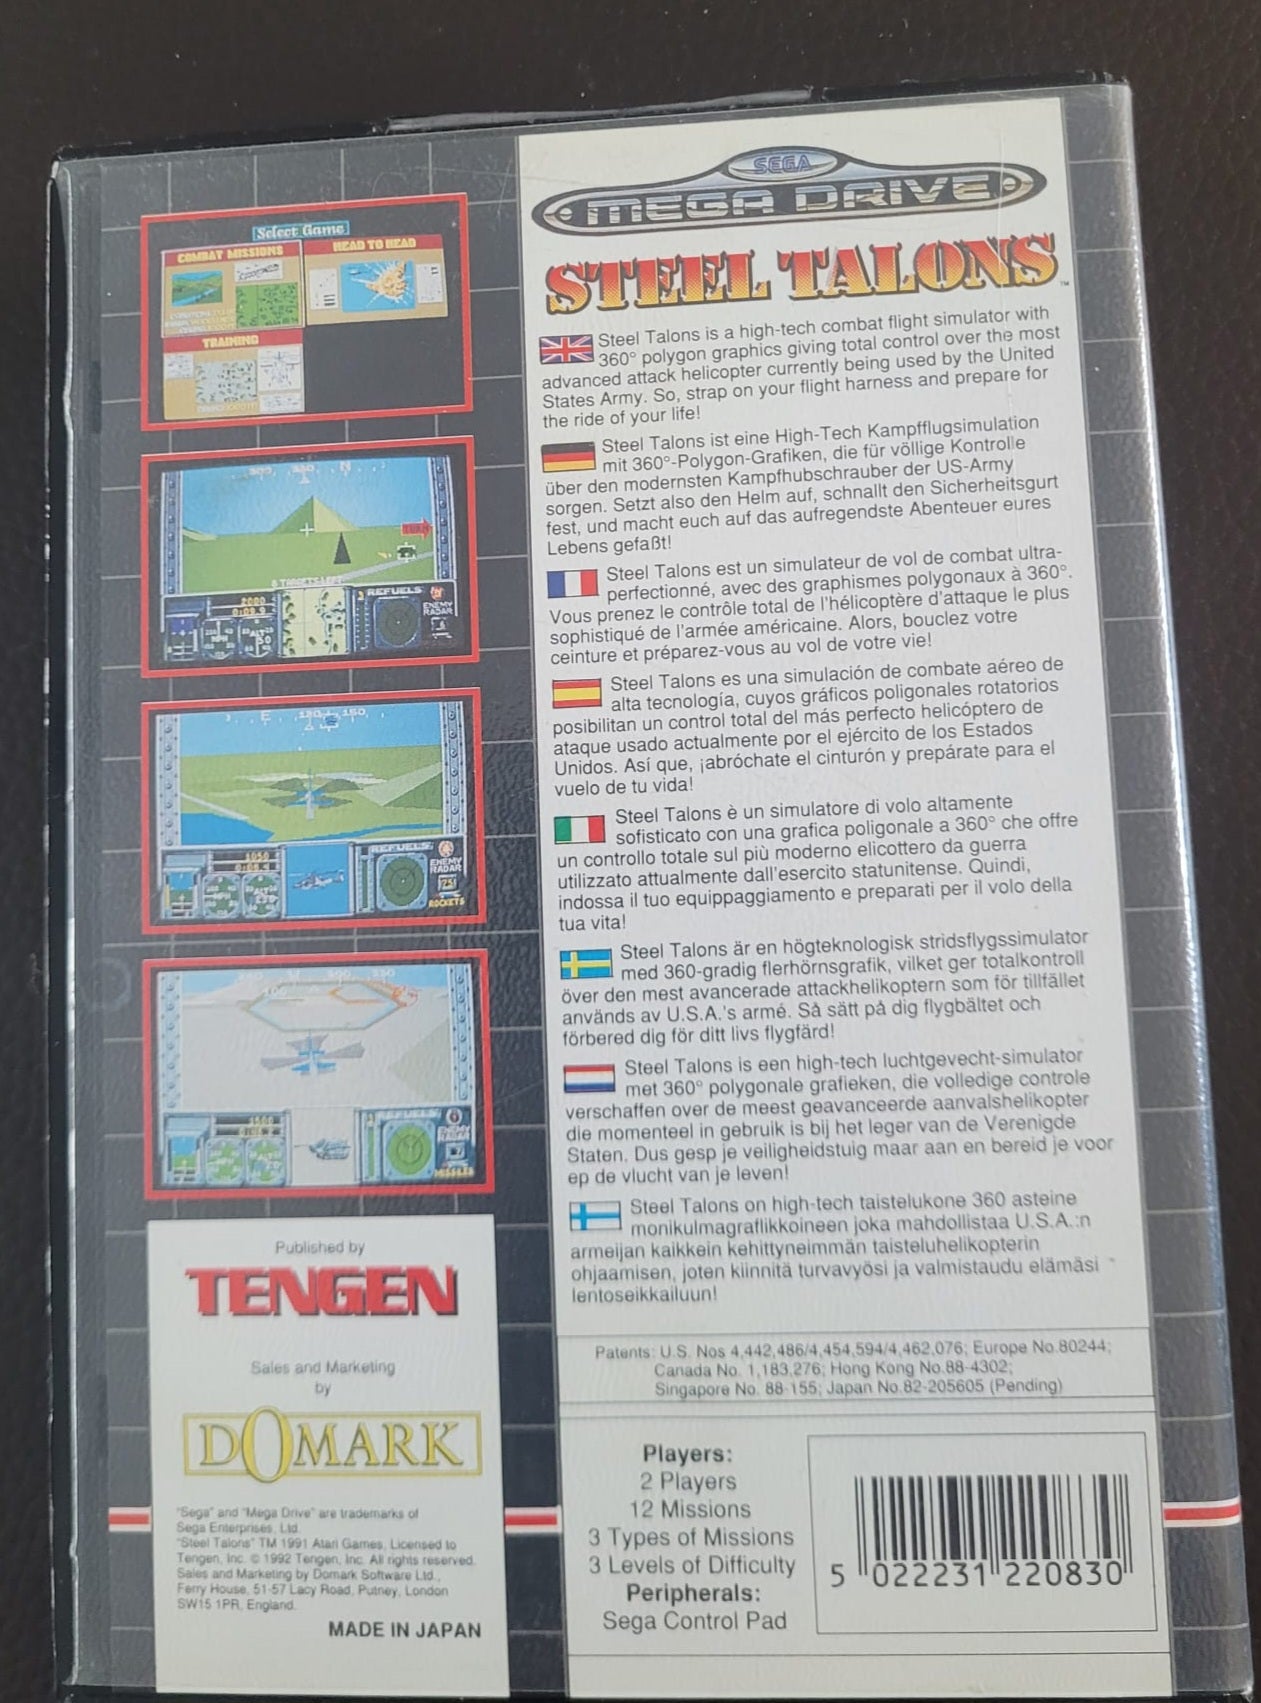 Select Game
COMBAT MISSIONS
HEAD TO HEAD
TRAINING
300 330 N
TURN
8 TARGETS LEFT
2000
REFUELS
ENEMY
RADAR
MPH
ALT
E 120 150
1050
REFUELS
ENEMY
RADAR
ROCKETS
300 330
1500
REFUELS
ENEMY
RADAR
MISSILES
Published by
TENGEN
Sales and Marketing
by
DOMARK
"Sega" and "Mega Drive" are trademarks of
Sega Enterprises, Ltd.
"Steel Talons" TM 1991 Atari Games, Licensed to
Tengen, Inc. © 1992 Tengen, Inc. All rights reserved.
Sales and Marketing by Domark Software Ltd.,
Ferry House, 51-57 Lacy Road, Putney, London
SW15 1PR, England.
MADE IN JAPAN
SEGA
MEGA DRIVE
STEEL TALONS™
Steel Talons is a high-tech combat flight simulator with
360° polygon graphics giving total control over the most
advanced attack helicopter currently being used by the United
States Army. So, strap on your flight harness and prepare for
the ride of your life!
Steel Talons ist eine High-Tech Kampfflugsimulation
mit 360°-Polygon-Grafiken, die für völlige Kontrolle
über den modernsten Kampfhubschrauber der US-Army
sorgen. Setzt also den Helm auf, schnallt den Sicherheitsgurt
fest, und macht euch auf das aufregendste Abenteuer eures
Lebens gefaßt!
Steel Talons est un simulateur de vol de combat ultra-
perfectionné, avec des graphismes polygonaux à 360°.
Vous prenez le contrôle total de l'hélicoptère d'attaque le plus
sophistiqué de l'armée américaine. Alors, bouclez votre
ceinture et préparez-vous au vol de votre vie!
Steel Talons es una simulación de combate aéreo de
alta tecnología, cuyos gráficos poligonales rotatorios
posibilitan un control total del más perfecto helicóptero de
ataque usado actualmente por el ejército de los Estados
Unidos. Así que, ¡abróchate el cinturón y prepárate para el
vuelo de tu vida!
Steel Talons è un simulatore di volo altamente
sofisticato con una grafica poligonale a 360° che offre
un controllo totale sul più moderno elicottero da guerra
utilizzato attualmente dall'esercito statunitense. Quindi,
indossa il tuo equippaggiamento e preparati per il volo della
tua vita!
Steel Talons är en högteknologisk stridsflygssimulator
med 360-gradig flerhörnsgrafik, vilket ger totalkontroll
över den mest avancerade attackhelikoptern som för tillfället
används av U.S.A.'s armé. Så sätt på dig flygbältet och
förbered dig för ditt livs flygfärd!
Steel Talons is een high-tech luchtgevecht-simulator
met 360° polygonale grafieken, die volledige controle
verschaffen over de meest geavanceerde aanvalshelikopter
die momenteel in gebruik is bij het leger van de Verenigde
Staten. Dus gesp je veiligheidstuig maar aan en bereid je voor
ep de vlucht van je leven!
Steel Talons on high-tech taistelukone 360 asteine
monikulmagraflikkoineen joka mahdollistaa U.S.A.:n
armeijan kaikkein kehittyneimmän taisteluhelikopterin
ohjaamisen, joten kiinnitä turvavyösi ja valmistaudu elämäsi
lentoseikkailuun!
Patents: U.S. Nos 4,442,486/4,454,594/4,462,076; Europe No.80244;
Canada No. 1,183,276; Hong Kong No.88-4302;
Singapore No. 88-155; Japan No.82-205605 (Pending)
Players:
2 Players
12 Missions
3 Types of Missions
3 Levels of Difficulty
Peripherals:
Sega Control Pad
5 022231 220830